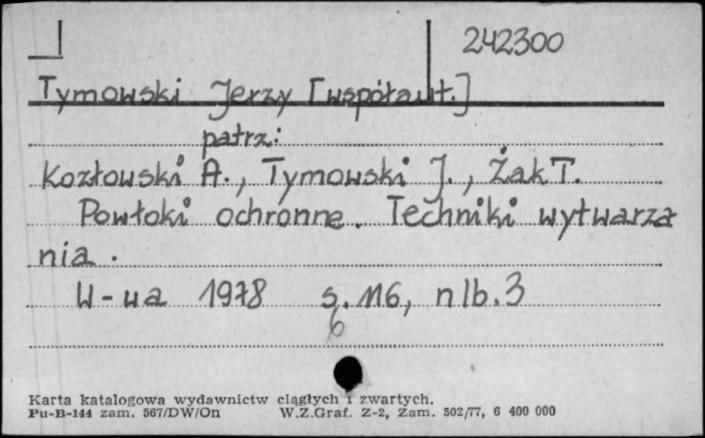 242300
Tymowski Jerzy [współaut.]
patrz:
Kozłowski A., Tymowski J., Żak T.
Powłoki ochronne. Techniki wytwarza
nia.
W-wa 1978 s. 116, nlb. 3
6
Karta katalogowa wydawnictw ciągłych i zwartych.
Pu-B-144 zam. 567/DW/On W.Z.Graf. Z-2, Zam. 502/77, 6 400 000